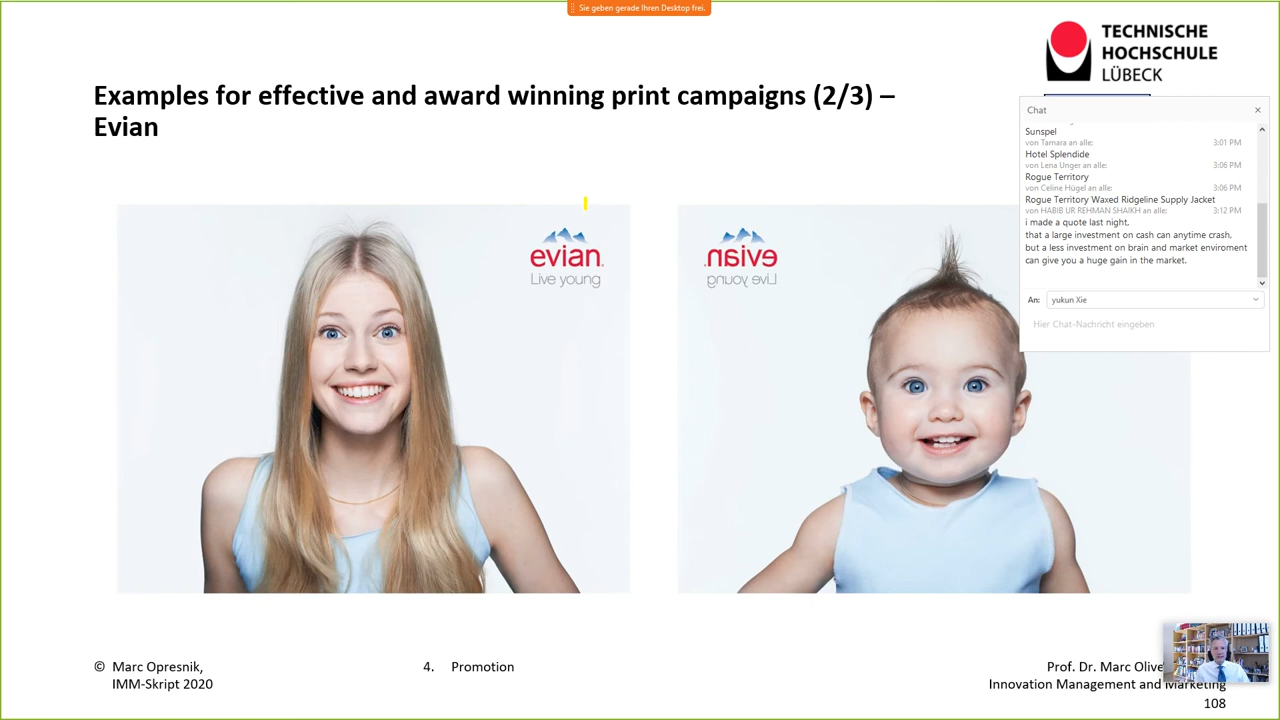 Sie geben gerade Ihren Desktop frei.
TECHNISCHE
HOCHSCHULE
LÜBECK
Examples for effective and award winning print campaigns (2/3) –
Evian
Chat
Sunspel
von Tamara an alle: 3:01 PM
Hotel Splendide
von Lena Unger an alle: 3:06 PM
Rogue Territory
von Celine Hügel an alle: 3:06 PM
Rogue Territory Waxed Ridgeline Supply Jacket
von HABIB UR REHMAN SHAIKH an alle: 3:12 PM
i made a quote last night,
that a large investment on cash can anytime crash,
but a less investment on brain and market enviroment
can give you a huge gain in the market.
An: yukun Xie
Hier Chat-Nachricht eingeben
evian.
Live young
evian.
Live young
© Marc Opresnik,
IMM-Skript 2020
4. Promotion
Prof. Dr. Marc Olive
Innovation Management and Marketing
108